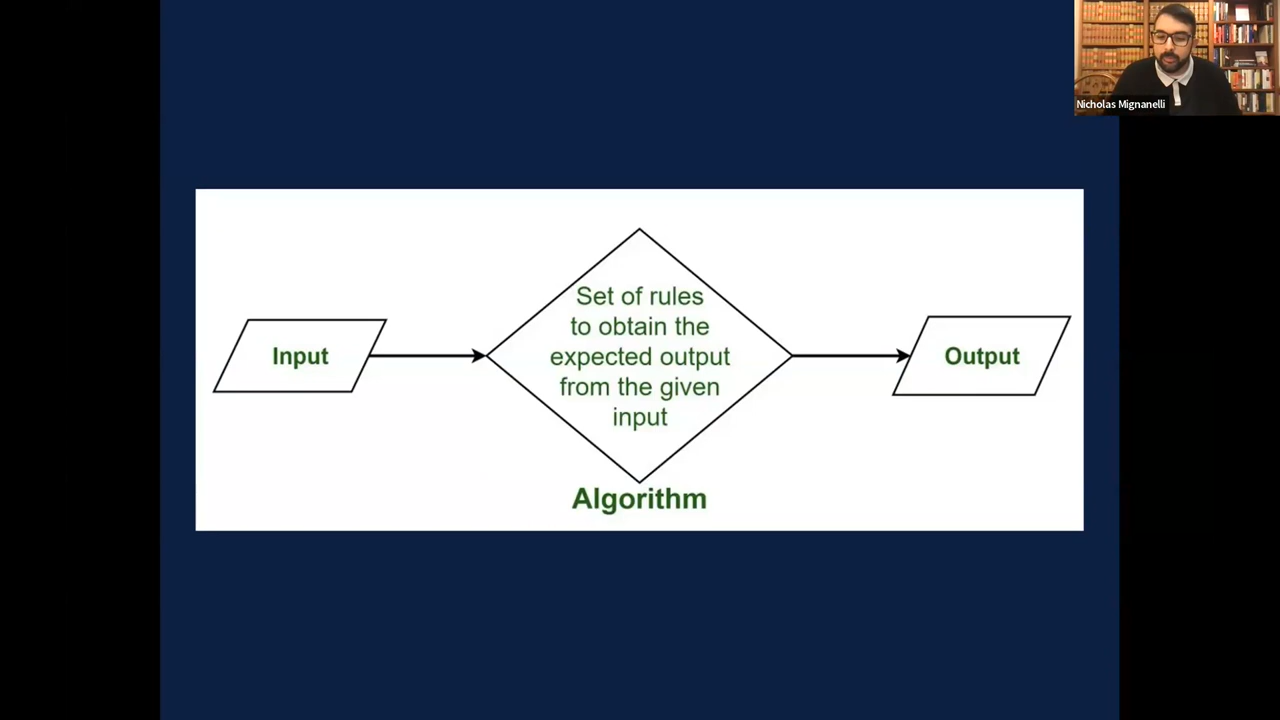 Nicholas Mignanelli
Input
Set of rules
to obtain the
expected output
from the given
input
Output
Algorithm